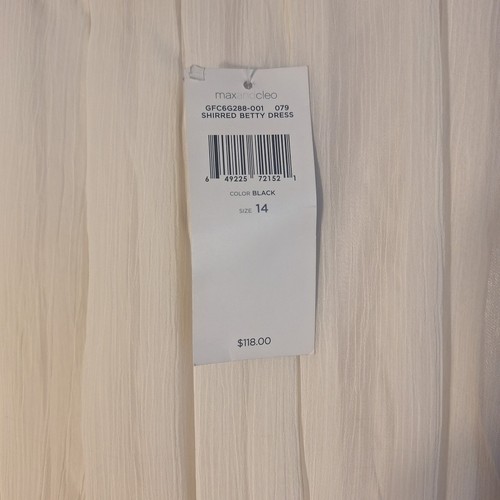 maxandcleo
GFC6G288-001 079
SHIRRED BETTY DRESS
6 49225 72152 1
COLOR BLACK
SIZE 14
$118.00